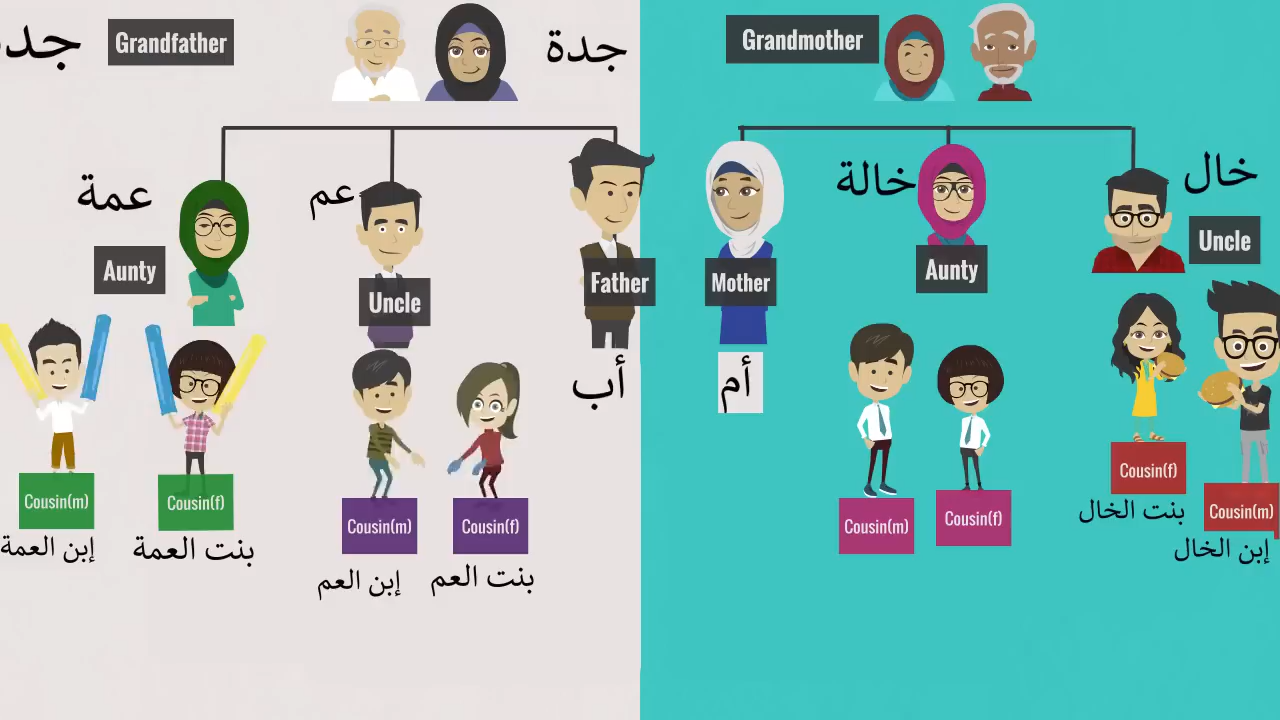 Grandfather
جدة
Grandmother
عمة
عم
خالة
خال
Aunty
Uncle
Father
Mother
Aunty
Uncle
أب
أم
Cousin(m)
Cousin(f)
Cousin(m)
Cousin(f)
Cousin(m)
Cousin(f)
Cousin(f)
Cousin(m)
إبن العمة
بنت العمة
إبن العم
بنت العم
بنت الخال
إبن الخال